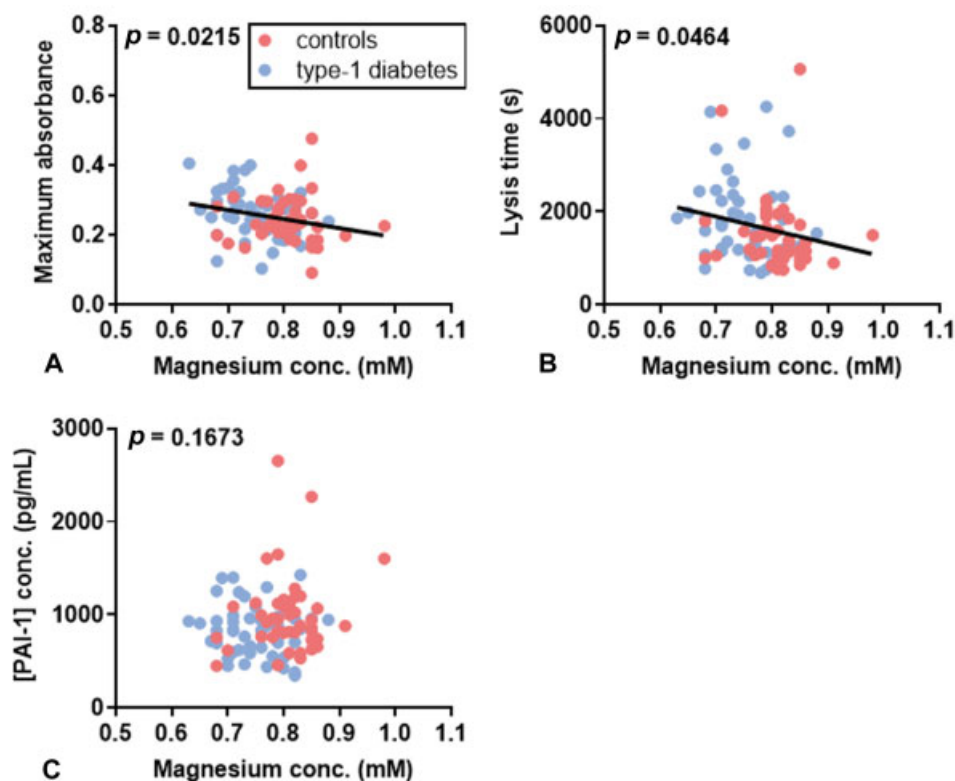 p = 0.0215
controls
type-1 diabetes
0.8
0.6
0.4
0.2
0.0
Maximum absorbance
0.5 0.6 0.7 0.8 0.9 1.0 1.1
A Magnesium conc. (mM)
p = 0.0464
6000
4000
2000
0
Lysis time (s)
0.5 0.6 0.7 0.8 0.9 1.0 1.1
B Magnesium conc. (mM)
p = 0.1673
3000
2000
1000
0
[PAI-1] conc. (pg/mL)
0.5 0.6 0.7 0.8 0.9 1.0 1.1
C Magnesium conc. (mM)